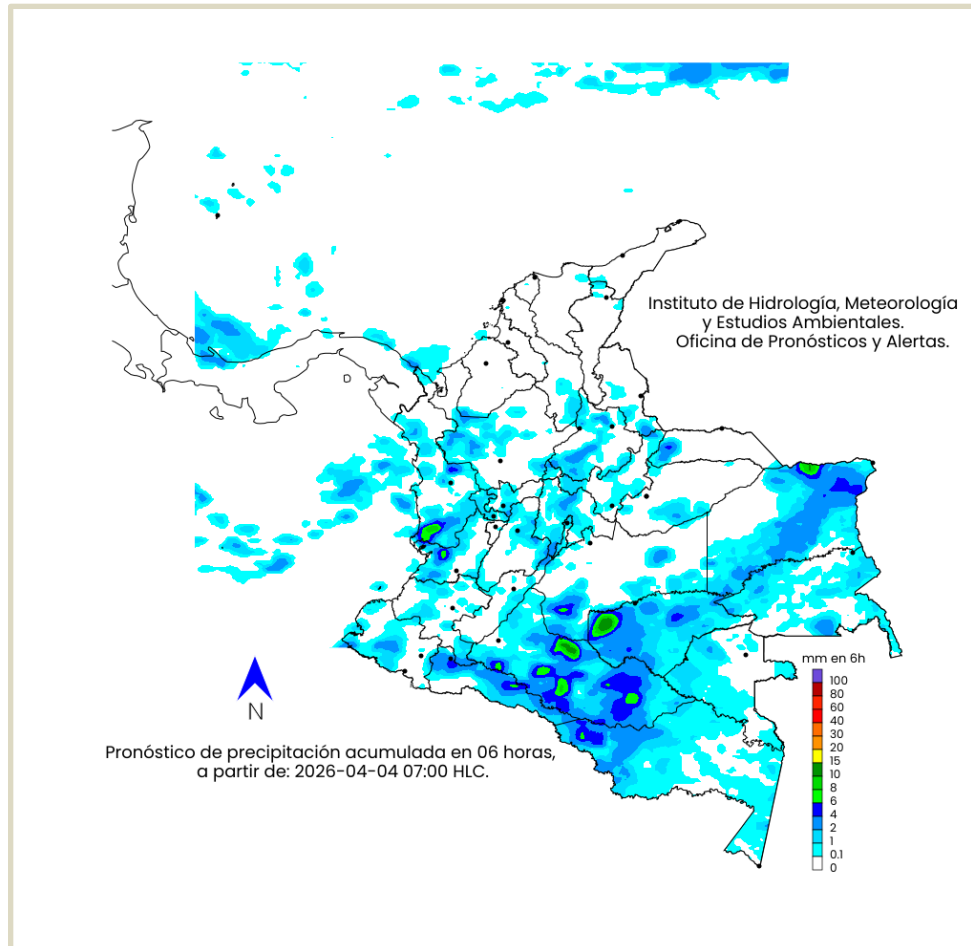 Instituto de Hidrología, Meteorología
y Estudios Ambientales.
Oficina de Pronósticos y Alertas.
mm en 6h
100
80
60
40
30
20
15
10
8
6
4
2
1
0.1
0
N
Pronóstico de precipitación acumulada en 06 horas,
a partir de: 2026-04-04 07:00 HLC.